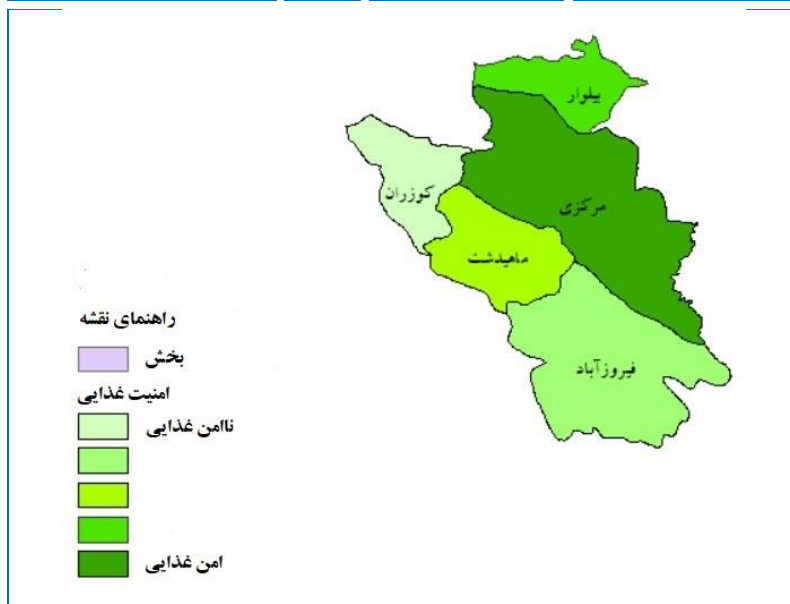 بیلوار
کوزران
مرکزی
ماهیدشت
فیروزآباد
راهنمای نقشه
بخش
امنیت غذایی
ناامن غذایی
امن غذایی